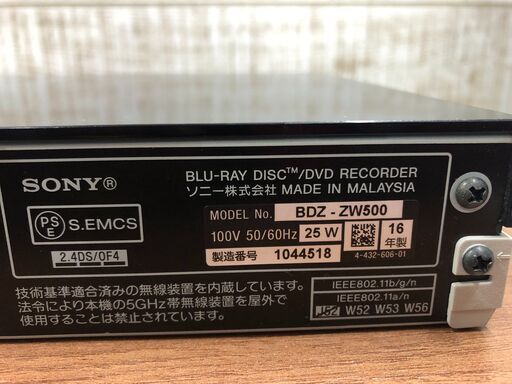 SONY®
BLU-RAY DISC™/DVD RECORDER
ソニー株式会社 MADE IN MALAYSIA
PSE S.EMCS
2.4DS/OF4
MODEL No. BDZ - ZW500
100V 50/60Hz 25 W
製造番号 1044518
16年製
4-432-606-01
技術基準適合済みの無線装置を内蔵しています。
法令により本機の5GHz帯無線装置を屋外で
使用することは禁止されています。
IEEE802.11b/g/n
IEEE802.11a/n
J52 W52 W53 W56